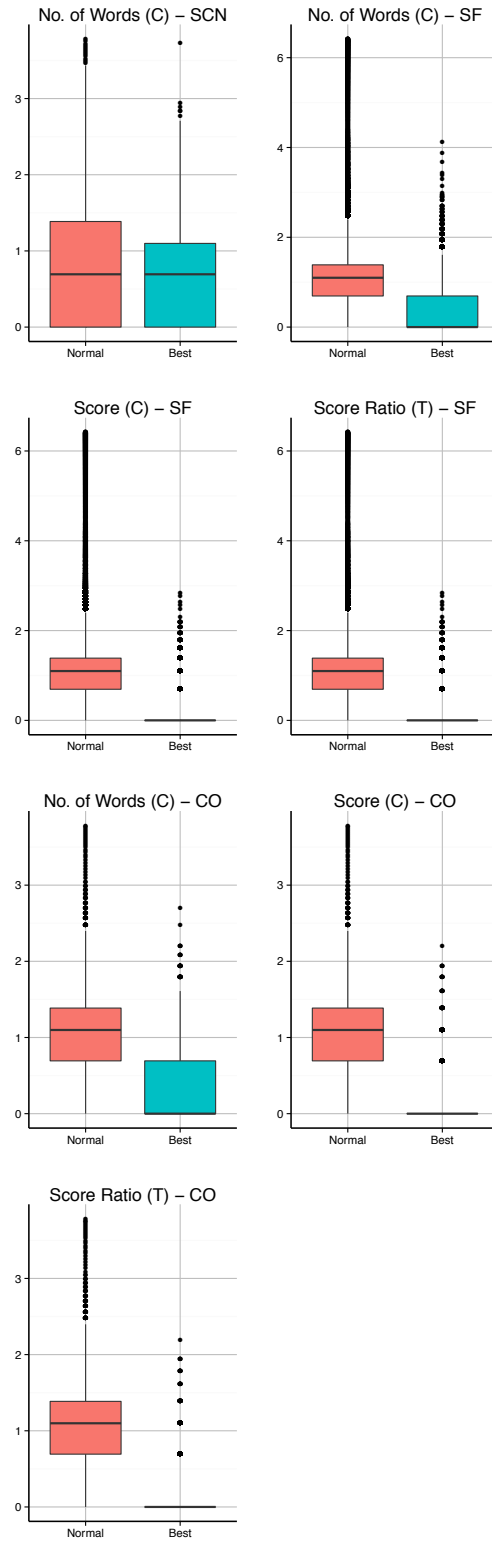 No. of Words (C) – SCN
3
2
1
0
Normal Best
No. of Words (C) – SF
6
4
2
0
Normal Best
Score (C) – SF
6
4
2
0
Normal Best
Score Ratio (T) – SF
6
4
2
0
Normal Best
No. of Words (C) – CO
3
2
1
0
Normal Best
Score (C) – CO
3
2
1
0
Normal Best
Score Ratio (T) – CO
3
2
1
0
Normal Best